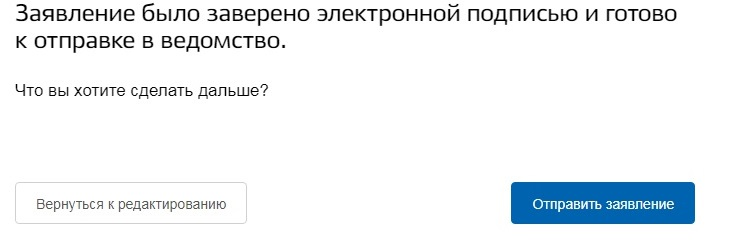 Заявление было заверено электронной подписью и готово
к отправке в ведомство.
Что вы хотите сделать дальше?
Вернуться к редактированию
Отправить заявление